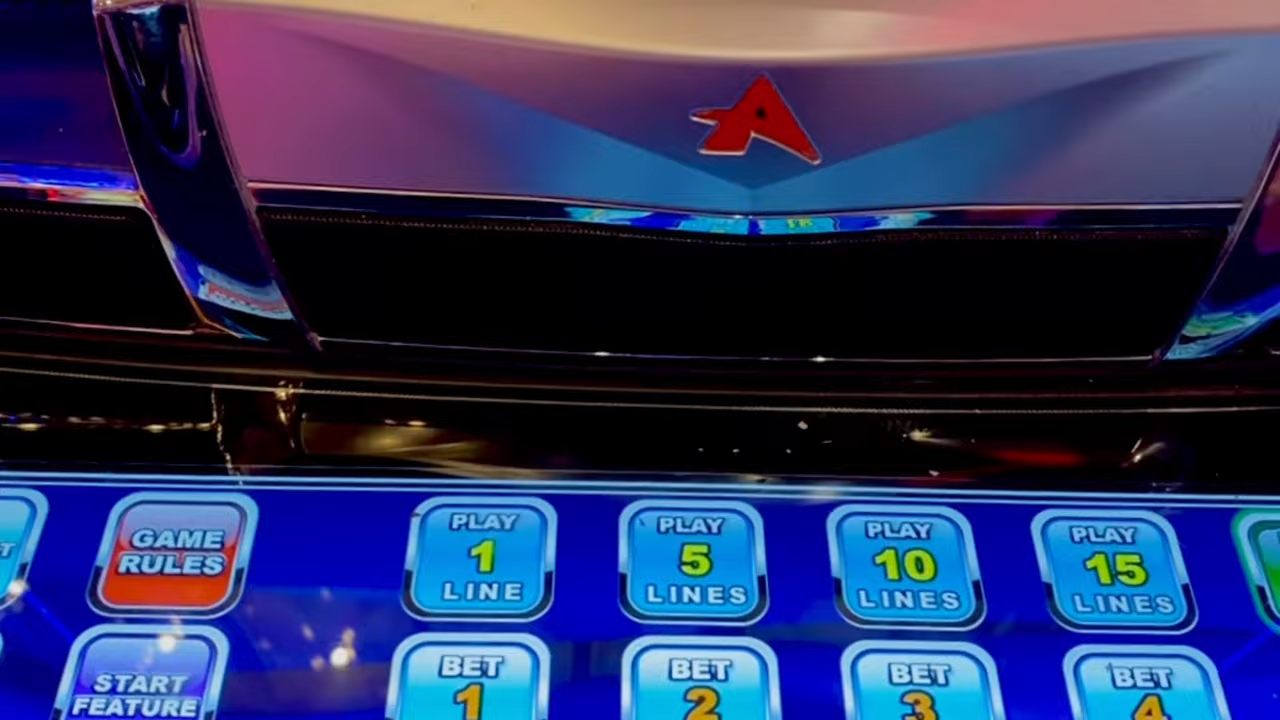 GAME
RULES
PLAY
1
LINE
PLAY
5
LINES
PLAY
10
LINES
PLAY
15
LINES
START
FEATURE
BET
1
BET
2
BET
3
BET
4